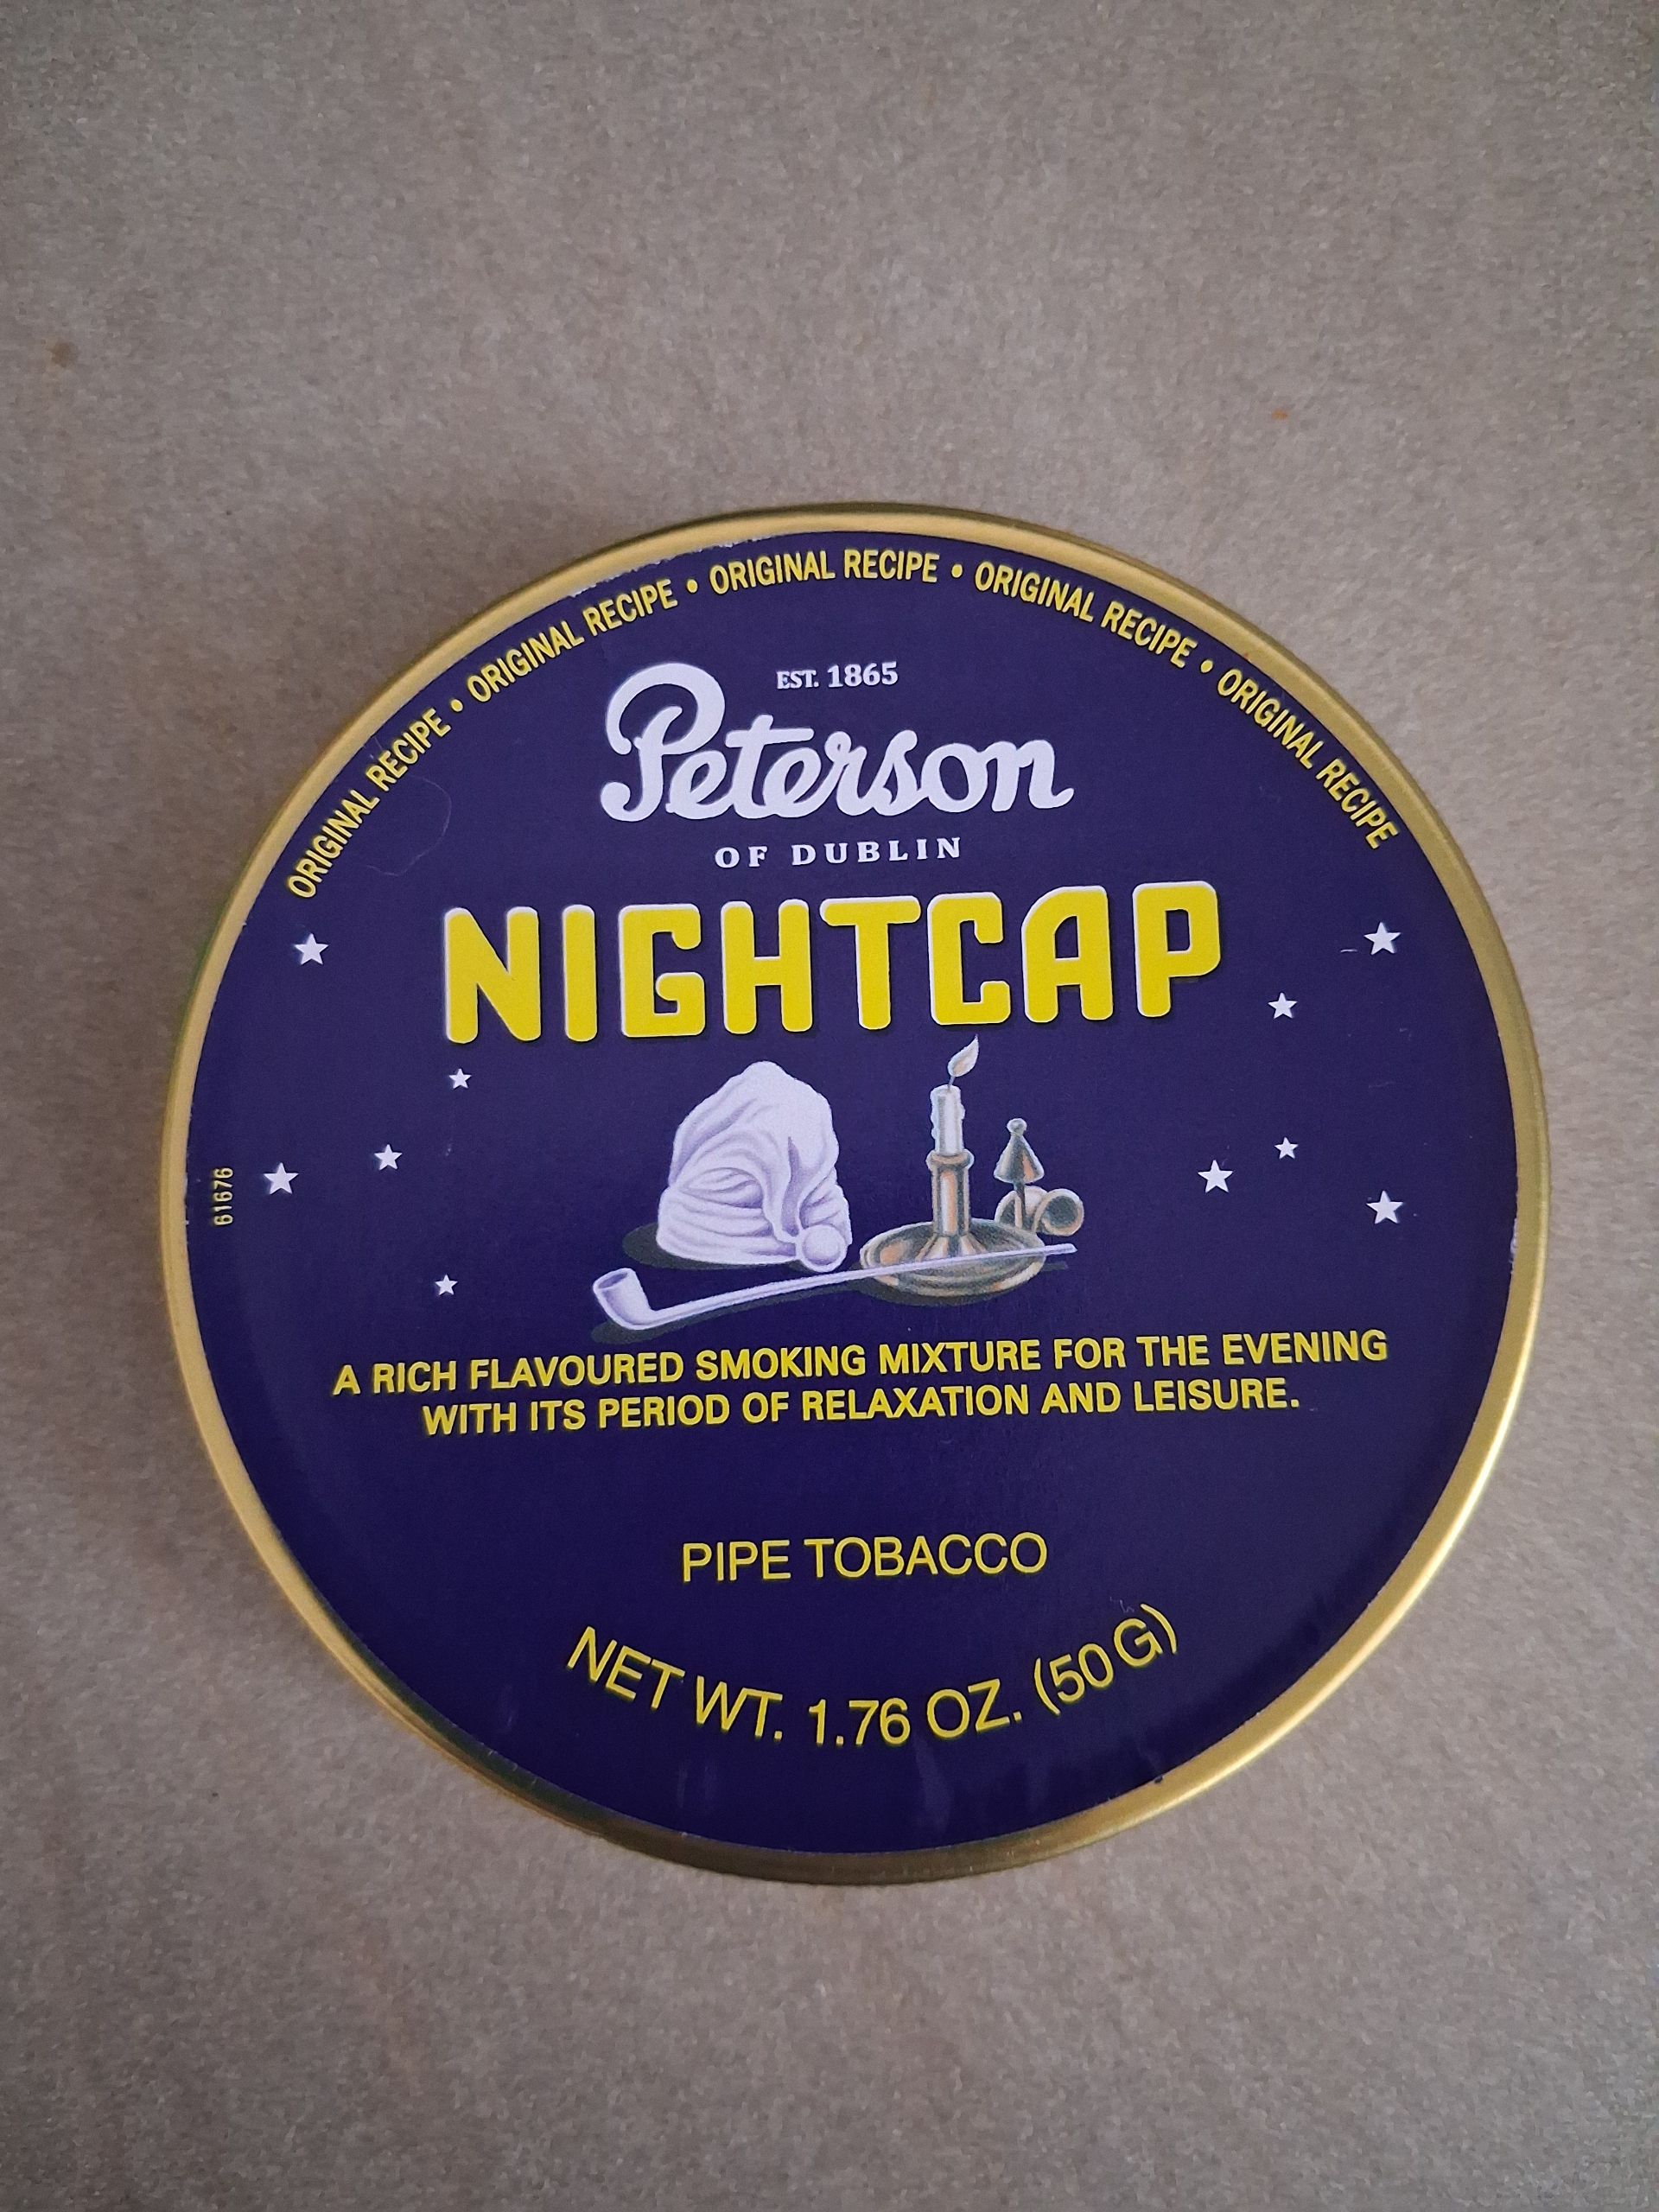 ORIGINAL RECIPE • ORIGINAL RECIPE • ORIGINAL RECIPE • ORIGINAL RECIPE • ORIGINAL RECIPE
EST. 1865
Peterson
OF DUBLIN
NIGHTCAP
61676
A RICH FLAVOURED SMOKING MIXTURE FOR THE EVENING
WITH ITS PERIOD OF RELAXATION AND LEISURE.
PIPE TOBACCO
NET WT. 1.76 OZ. (50 G)